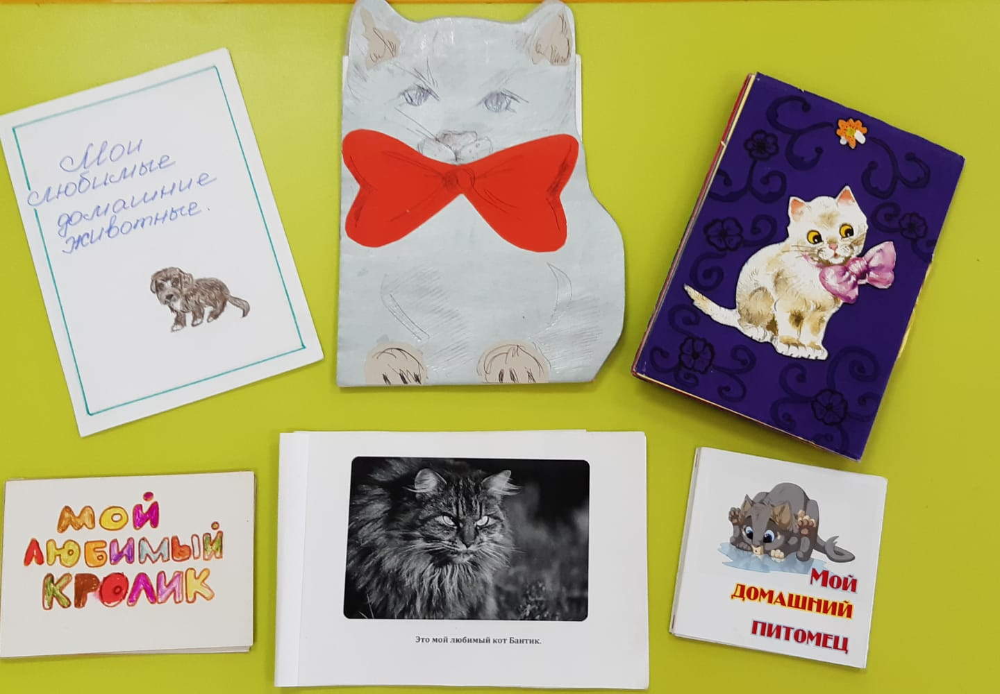 Мои
любимые
домашние
животные.
МОЙ
ЛЮБИМЫЙ
КРОЛИК
Это мой любимый кот Бантик.
Мой
ДОМАШНИЙ
ПИТОМЕЦ